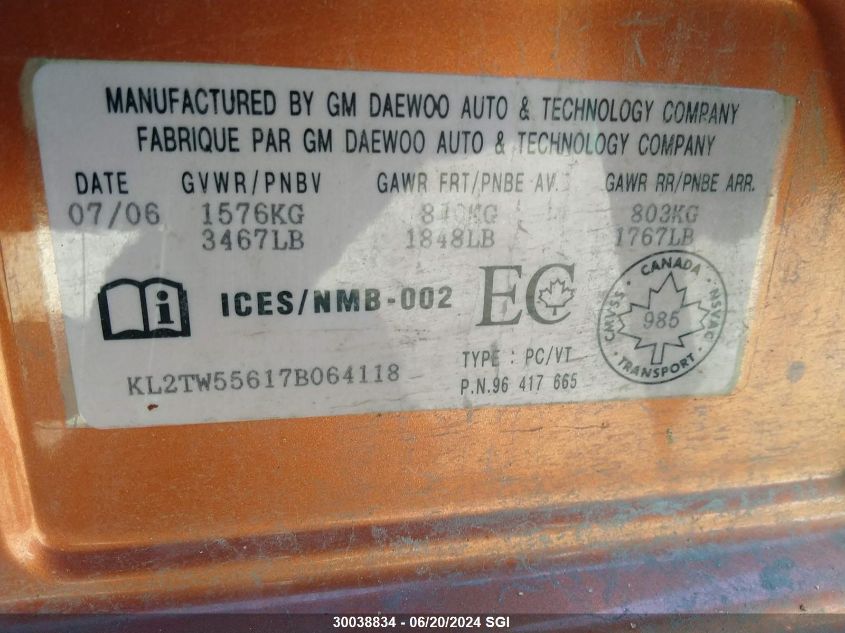 MANUFACTURED BY GM DAEWOO AUTO & TECHNOLOGY COMPANY
FABRIQUE PAR GM DAEWOO AUTO & TECHNOLOGY COMPANY
DATE GVWR/PNBV GAWR FRT/PNBE AV. GAWR RR/PNBE ARR.
07/06 1576KG 803KG
3467LB 1848LB 1767LB
i ICES/NMB-002 EC
CANADA
CMVSS 985 NSVAC
TRANSPORT
TYPE : PC/VT
KL2TW55617B064118
P.N.96 417 665
30038834 - 06/20/2024 SGI